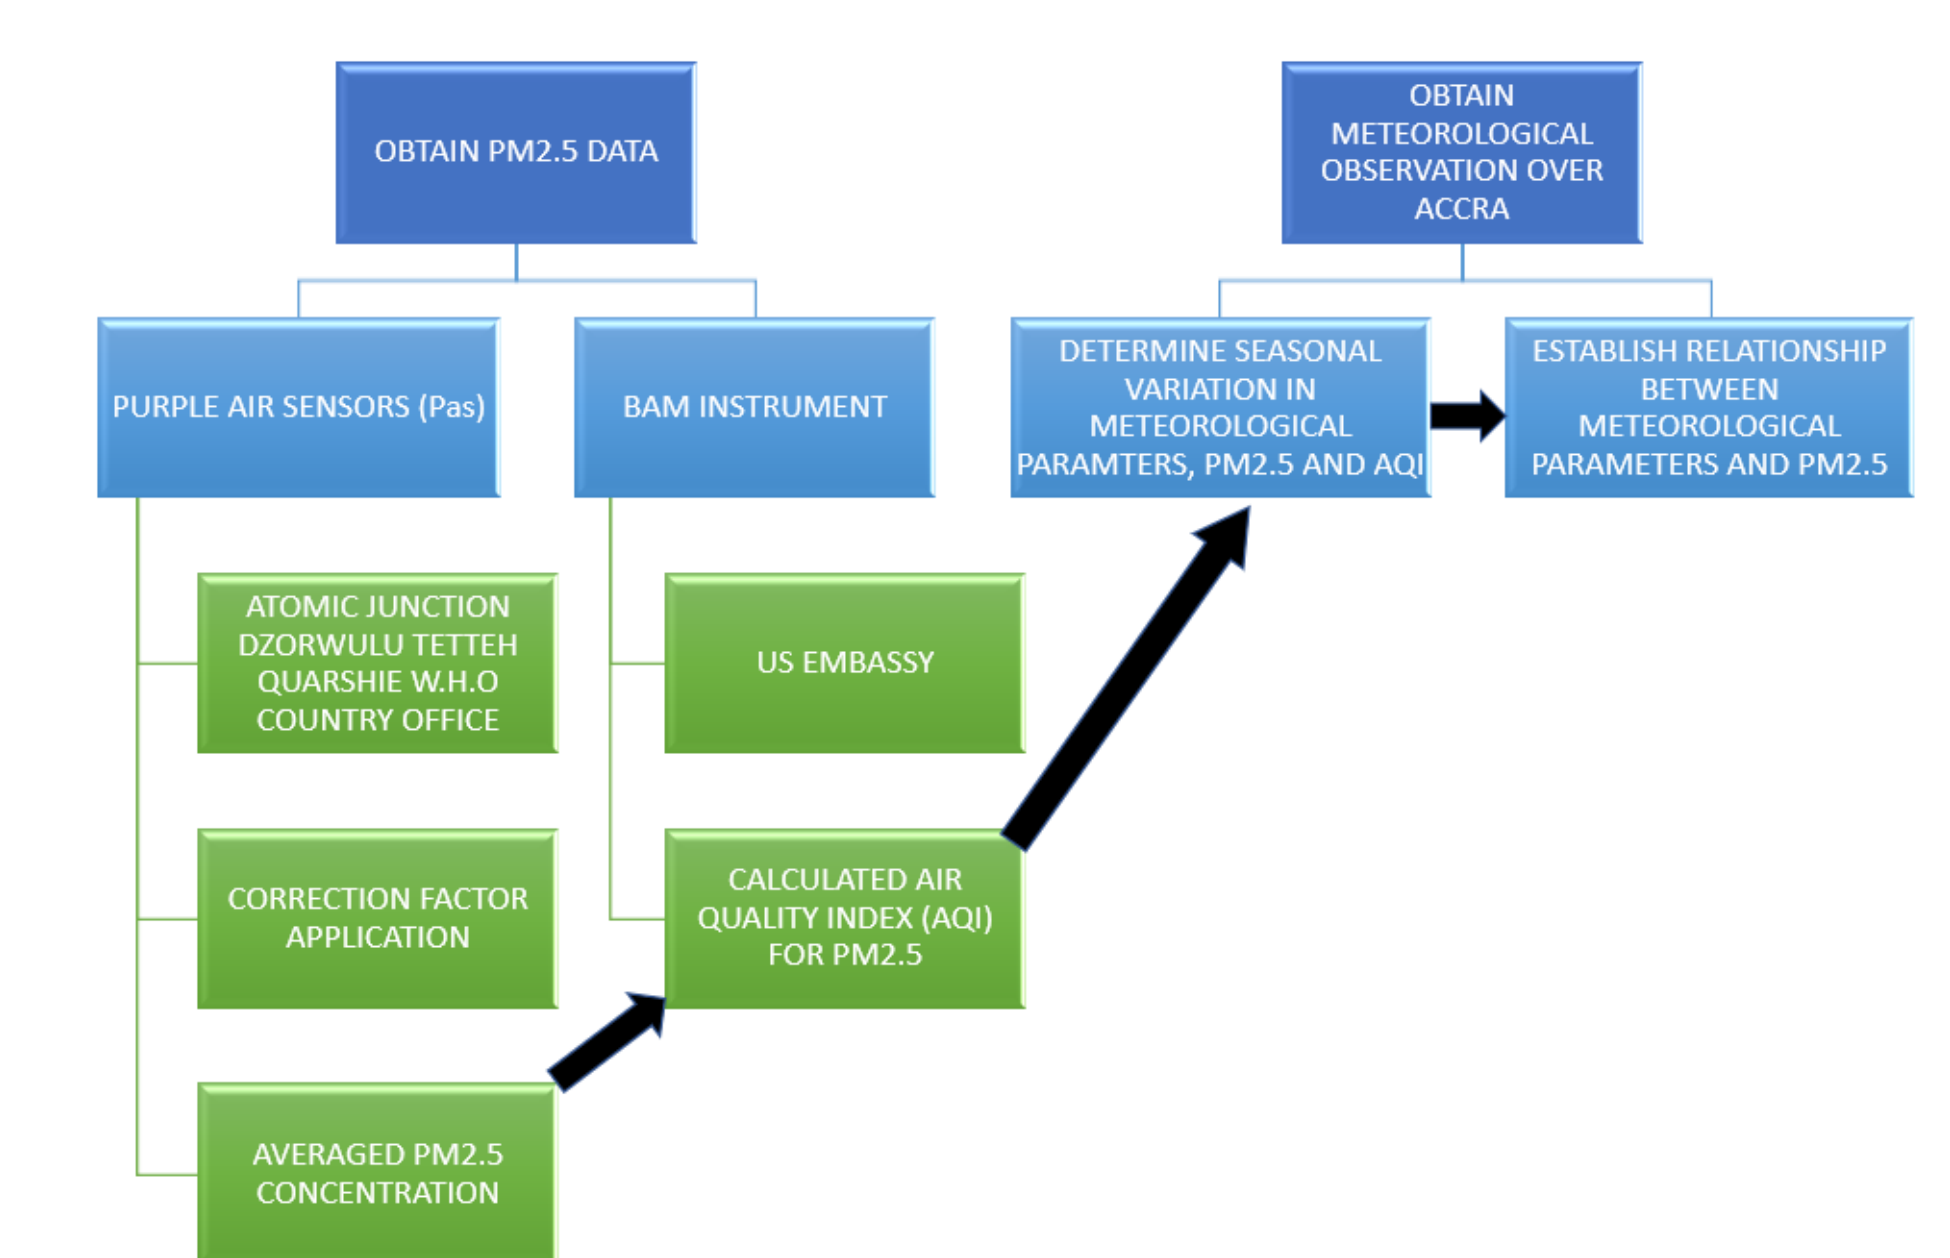 OBTAIN PM2.5 DATA
OBTAIN
METEOROLOGICAL
OBSERVATION OVER
ACCRA
PURPLE AIR SENSORS (Pas)
BAM INSTRUMENT
DETERMINE SEASONAL
VARIATION IN
METEOROLOGICAL
PARAMTERS, PM2.5 AND AQI
ESTABLISH RELATIONSHIP
BETWEEN
METEOROLOGICAL
PARAMETERS AND PM2.5
ATOMIC JUNCTION
DZORWULU TETTEH
QUARSHIE W.H.O
COUNTRY OFFICE
US EMBASSY
CORRECTION FACTOR
APPLICATION
CALCULATED AIR
QUALITY INDEX (AQI)
FOR PM2.5
AVERAGED PM2.5
CONCENTRATION